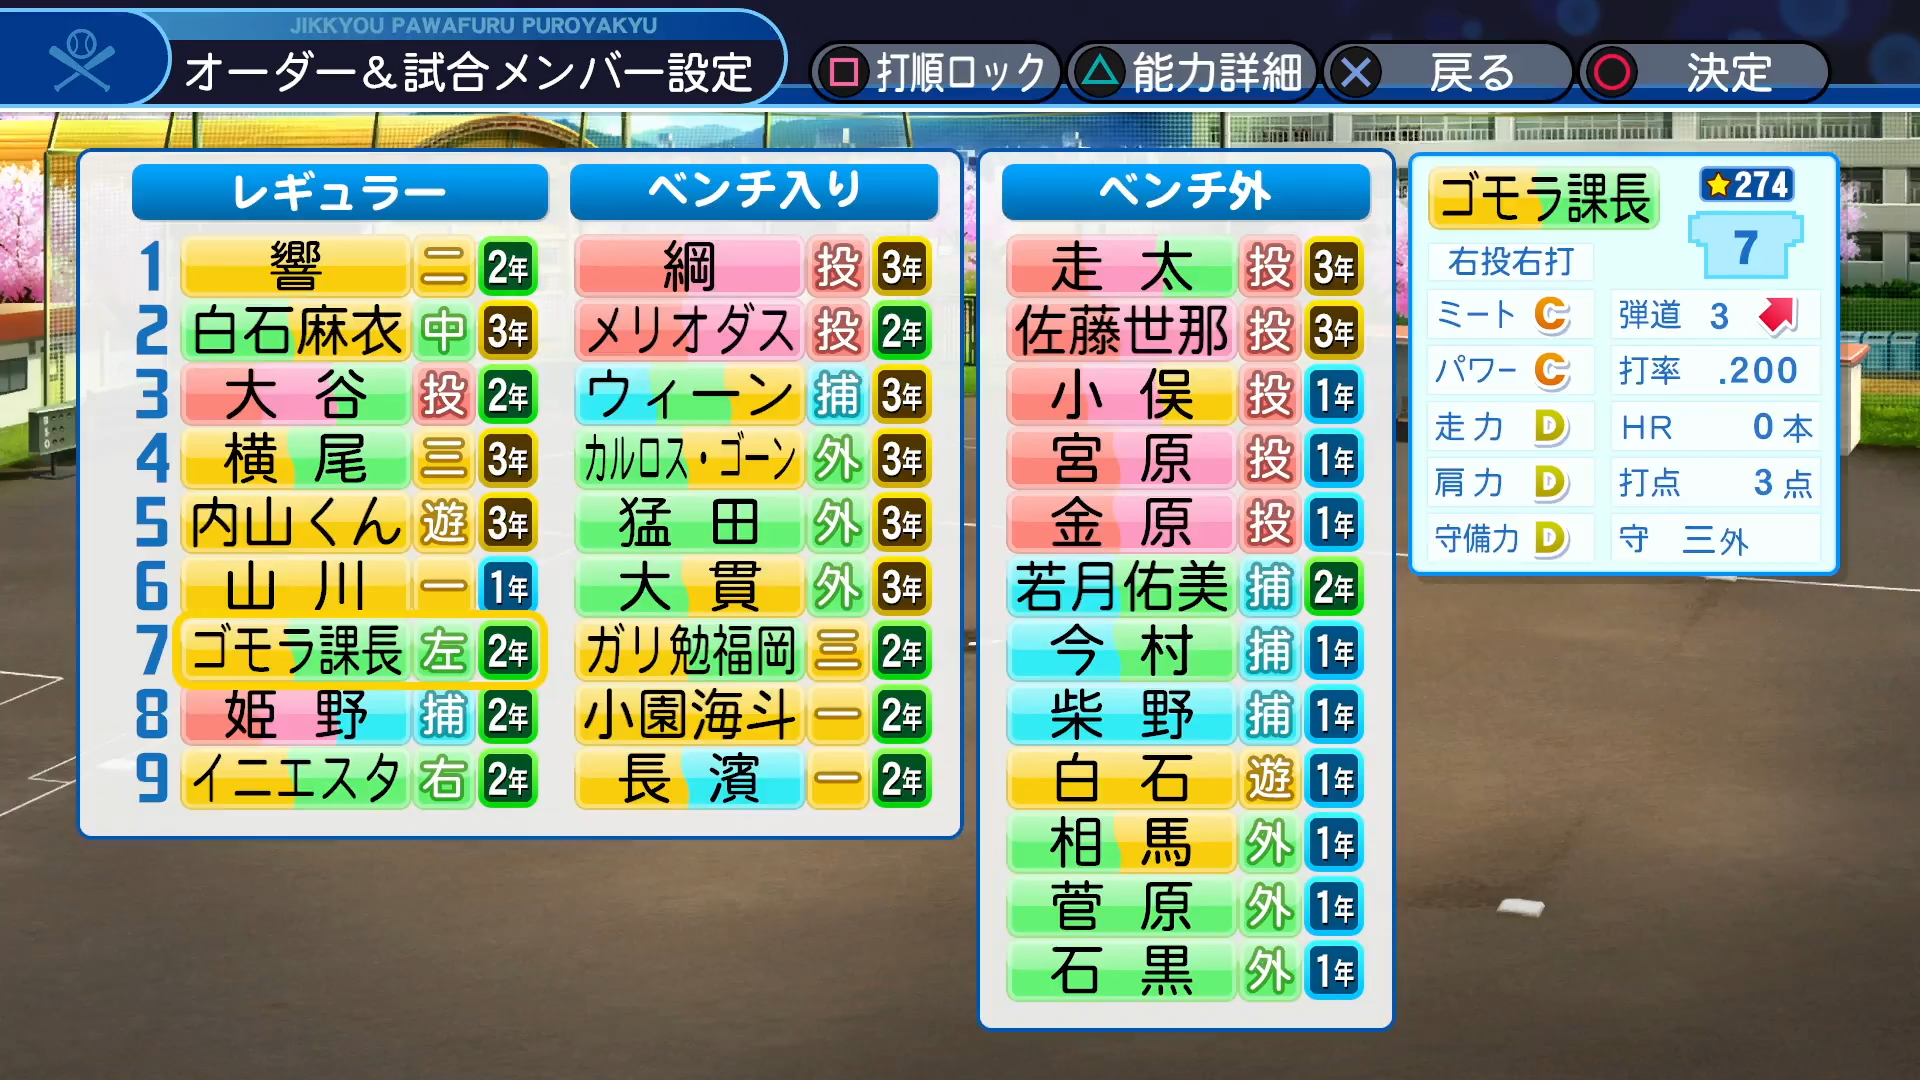 JIKKYOU PAWAFURU PUROYAKYU
オーダー＆試合メンバー設定
打順ロック
能力詳細
戻る
決定
レギュラー
1 響 二 2年
2 白石麻衣 中 3年
3 大谷 投 2年
4 横尾 三 3年
5 内山くん 遊 3年
6 山川 一 1年
7 ゴモラ課長 左 2年
8 姫野 捕 2年
9 イニエスタ 右 2年
ベンチ入り
綱 投 3年
メリオダス 投 2年
ウィーン 捕 3年
カルロス・ゴーン 外 3年
猛田 外 3年
大貫 外 3年
ガリ勉福岡 三 2年
小園海斗 一 2年
長濱 一 2年
ベンチ外
走太 投 3年
佐藤世那 投 3年
小俣 投 1年
宮原 投 1年
金原 投 1年
若月佑美 捕 2年
今村 捕 1年
柴野 捕 1年
白石 遊 1年
相馬 外 1年
菅原 外 1年
石黒 外 1年
ゴモラ課長 ★274
7
右投右打
ミート C 弾道 3
パワー C 打率 .200
走力 D HR 0本
肩力 D 打点 3点
守備力 D 守 三外